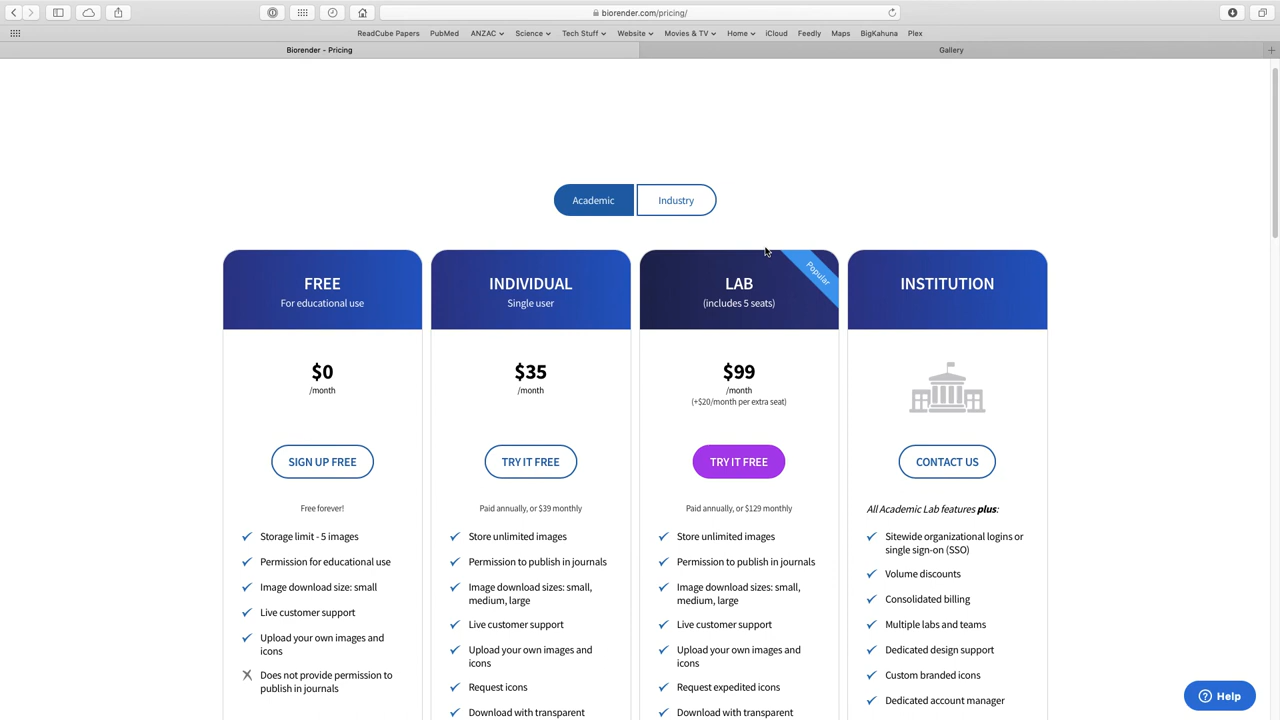 biorender.com/pricing/
ReadCube Papers PubMed ANZAC Science Tech Stuff Website Movies & TV Home iCloud Feedly Maps BigKahuna Plex
Biorender - Pricing
Gallery
Academic
Industry
FREE
For educational use
$0
/month
SIGN UP FREE
Free forever!
Storage limit - 5 images
Permission for educational use
Image download size: small
Live customer support
Upload your own images and
icons
Does not provide permission to
publish in journals
INDIVIDUAL
Single user
$35
/month
TRY IT FREE
Paid annually, or $39 monthly
Store unlimited images
Permission to publish in journals
Image download sizes: small,
medium, large
Live customer support
Upload your own images and
icons
Request icons
Download with transparent
Popular
LAB
(includes 5 seats)
$99
/month
(+$20/month per extra seat)
TRY IT FREE
Paid annually, or $129 monthly
Store unlimited images
Permission to publish in journals
Image download sizes: small,
medium, large
Live customer support
Upload your own images and
icons
Request expedited icons
Download with transparent
INSTITUTION
CONTACT US
All Academic Lab features plus:
Sitewide organizational logins or
single sign-on (SSO)
Volume discounts
Consolidated billing
Multiple labs and teams
Dedicated design support
Custom branded icons
Dedicated account manager
Help